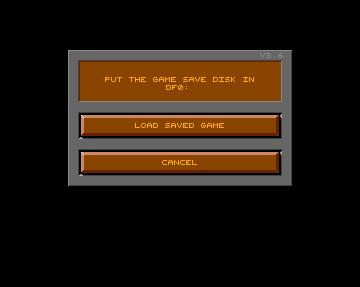 V3.6
PUT THE GAME SAVE DISK IN
DF0:
LOAD SAVED GAME
CANCEL